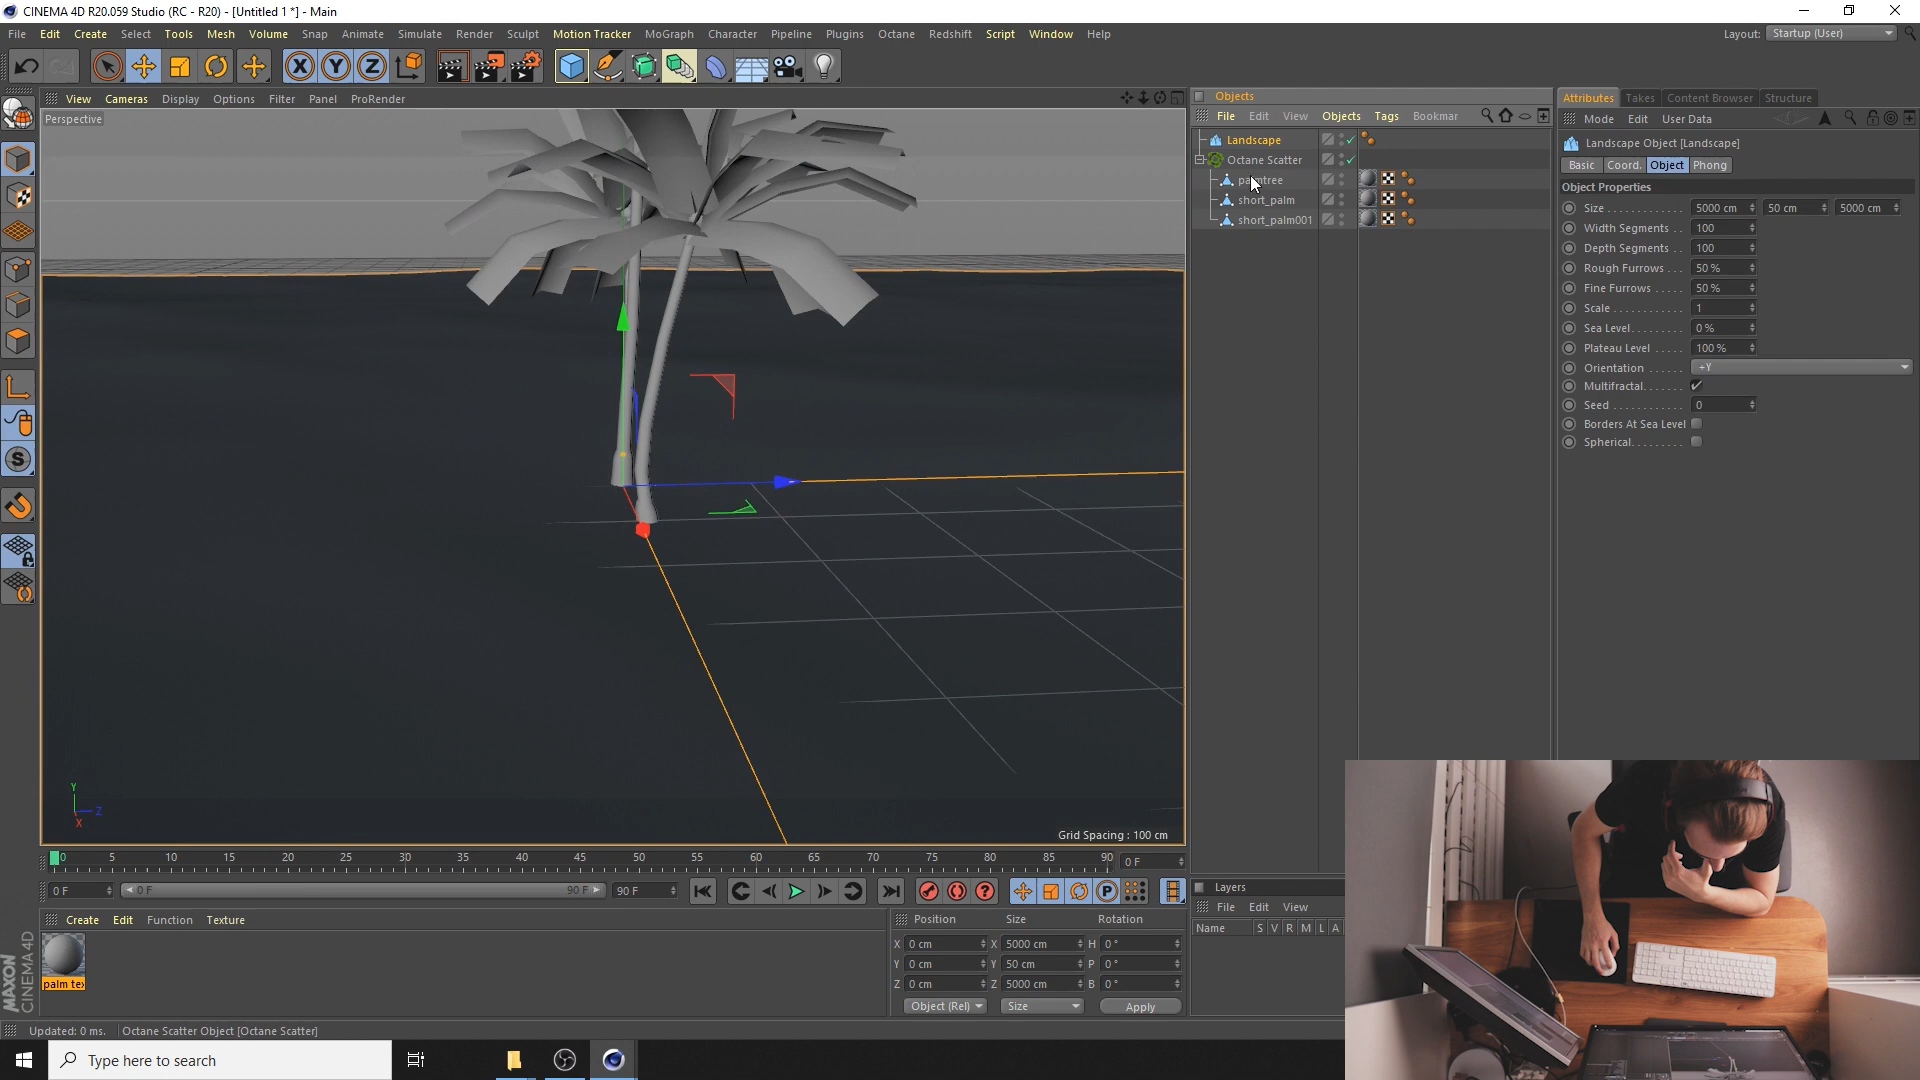 CINEMA 4D R20.059 Studio (RC - R20) - [Untitled 1 *] - Main
File Edit Create Select Tools Mesh Volume Snap Animate Simulate Render Sculpt Motion Tracker MoGraph Character Pipeline Plugins Octane Redshift Script Window Help Layout: Startup (User)
View Cameras Display Options Filter Panel ProRender
Objects
Attributes Takes Content Browser Structure
File Edit View Objects Tags Bookmar
Mode Edit User Data
Perspective
Landscape
Octane Scatter
short_palm
short_palm001
Landscape Object [Landscape]
Basic Coord. Object Phong
Object Properties
Size 5000 cm 50 cm 5000 cm
Width Segments 100
Depth Segments 100
Rough Furrows 50 %
Fine Furrows 50 %
Scale 1
Sea Level 0 %
Plateau Level 100 %
Orientation +Y
Multifractal
Seed 0
Borders At Sea Level
Spherical
Y
Z
X
Grid Spacing : 100 cm
0 5 10 15 20 25 30 35 40 45 50 55 60 65 70 75 80 85 90 0 F
0 F 0 F 90 F 90 F
Layers
File Edit View
Name S V R M L A
Create Edit Function Texture
palm tex
Position Size Rotation
X 0 cm X 5000 cm H 0 °
Y 0 cm Y 50 cm P 0 °
Z 0 cm Z 5000 cm B 0 °
Object (Rel) Size Apply
MAXON
CINEMA 4D
Updated: 0 ms. Octane Scatter Object [Octane Scatter]
Type here to search